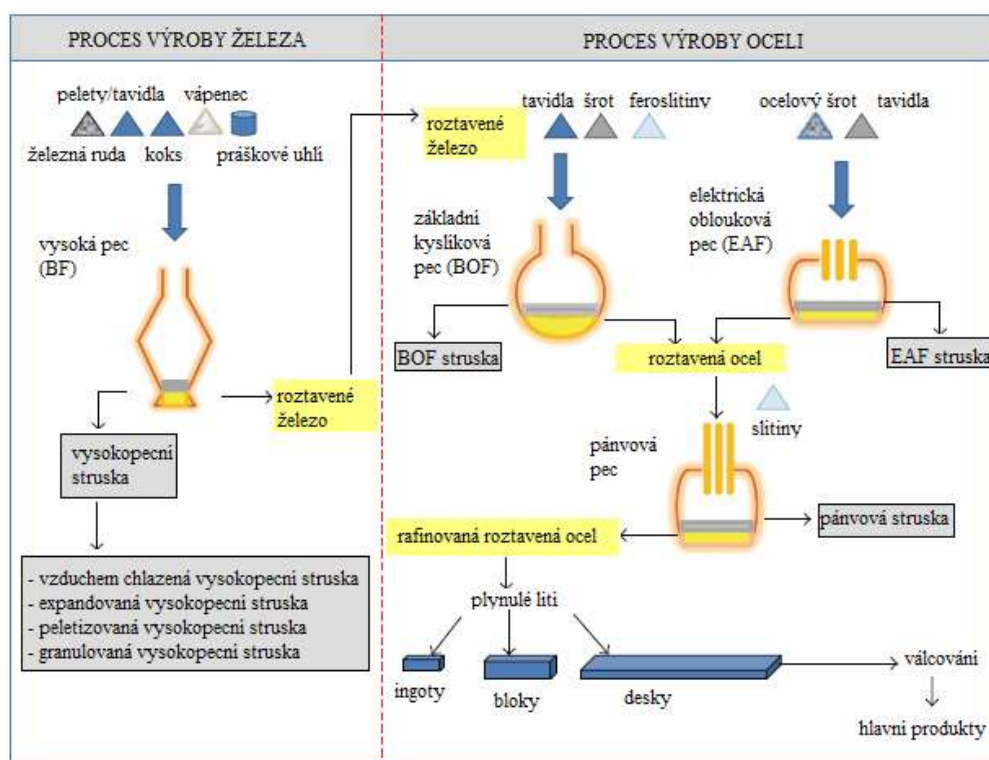 PROCES VÝROBY ŽELEZA
pelety/tavidla vápenec
železná ruda koks práškové uhlí
vysoká pec
(BF)
roztavené
železo
vysokopecní
struska
- vzduchem chlazená vysokopecní struska
- expandovaná vysokopecní struska
- peletizovaná vysokopecní struska
- granulovaná vysokopecní struska
PROCES VÝROBY OCELI
roztavené
železo
tavidla šrot feroslitiny
základní
kyslíková
pec (BOF)
BOF struska
ocelový šrot tavidla
elektrická
oblouková
pec (EAF)
EAF struska
roztavená ocel
slitiny
pánvová
pec
pánvová struska
rafinovaná roztavená ocel
plynulé lití
ingoty
bloky
desky
válcování
hlavní produkty